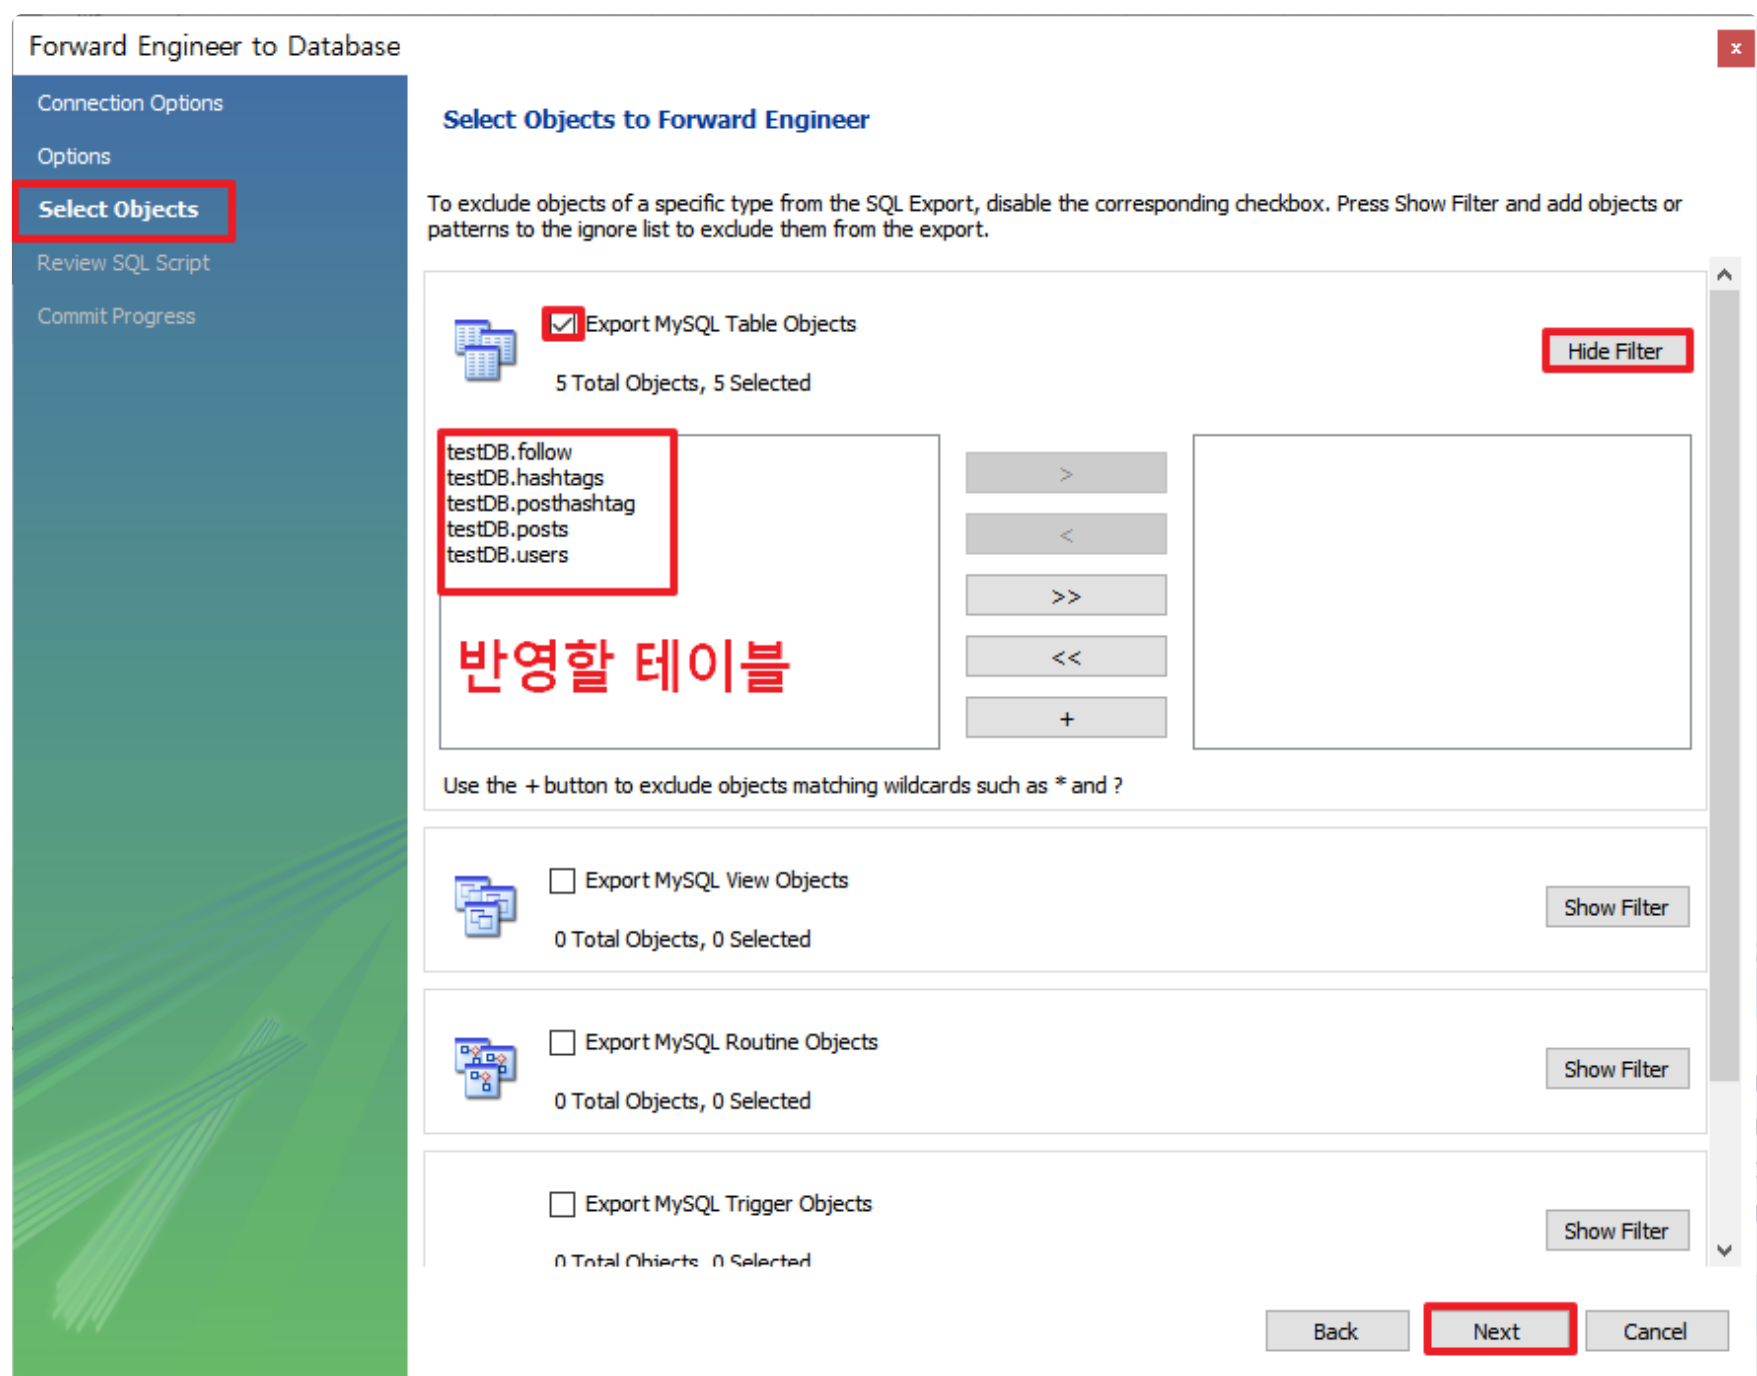 Forward Engineer to Database
x
Connection Options
Options
Select Objects
Review SQL Script
Commit Progress
Select Objects to Forward Engineer
To exclude objects of a specific type from the SQL Export, disable the corresponding checkbox. Press Show Filter and add objects or
patterns to the ignore list to exclude them from the export.
Export MySQL Table Objects
5 Total Objects, 5 Selected
Hide Filter
testDB.follow
testDB.hashtags
testDB.posthashtag
testDB.posts
testDB.users
반영할 테이블
>
<
>>
<<
+
Use the + button to exclude objects matching wildcards such as * and ?
Export MySQL View Objects
0 Total Objects, 0 Selected
Show Filter
Export MySQL Routine Objects
0 Total Objects, 0 Selected
Show Filter
Export MySQL Trigger Objects
0 Total Objects, 0 Selected
Show Filter
Back
Next
Cancel